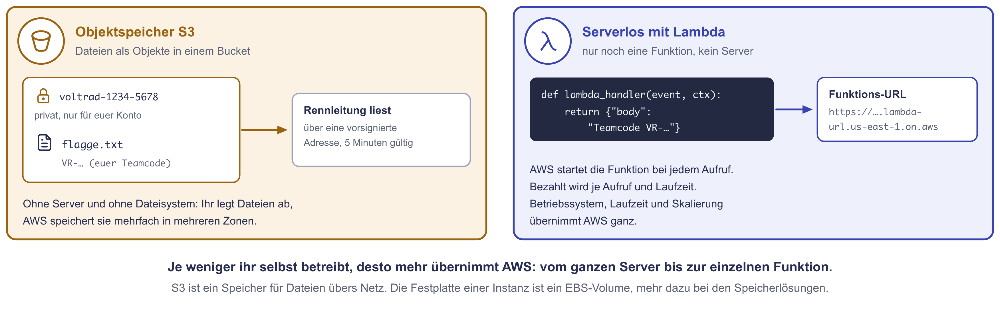 Objektspeicher S3
Dateien als Objekte in einem Bucket
voltrad-1234-5678
privat, nur für euer Konto
flagge.txt
VR-… (euer Teamcode)
Rennleitung liest
über eine vorsignierte
Adresse, 5 Minuten gültig
Ohne Server und ohne Dateisystem: Ihr legt Dateien ab,
AWS speichert sie mehrfach in mehreren Zonen.
λ
Serverlos mit Lambda
nur noch eine Funktion, kein Server
def lambda_handler(event, ctx):
    return {"body":
        "Teamcode VR-…"}
Funktions-URL
https://….lambda-
url.us-east-1.on.aws
AWS startet die Funktion bei jedem Aufruf.
Bezahlt wird je Aufruf und Laufzeit.
Betriebssystem, Laufzeit und Skalierung
übernimmt AWS ganz.
Je weniger ihr selbst betreibt, desto mehr übernimmt AWS: vom ganzen Server bis zur einzelnen Funktion.
S3 ist ein Speicher für Dateien übers Netz. Die Festplatte einer Instanz ist ein EBS-Volume, mehr dazu bei den Speicherlösungen.